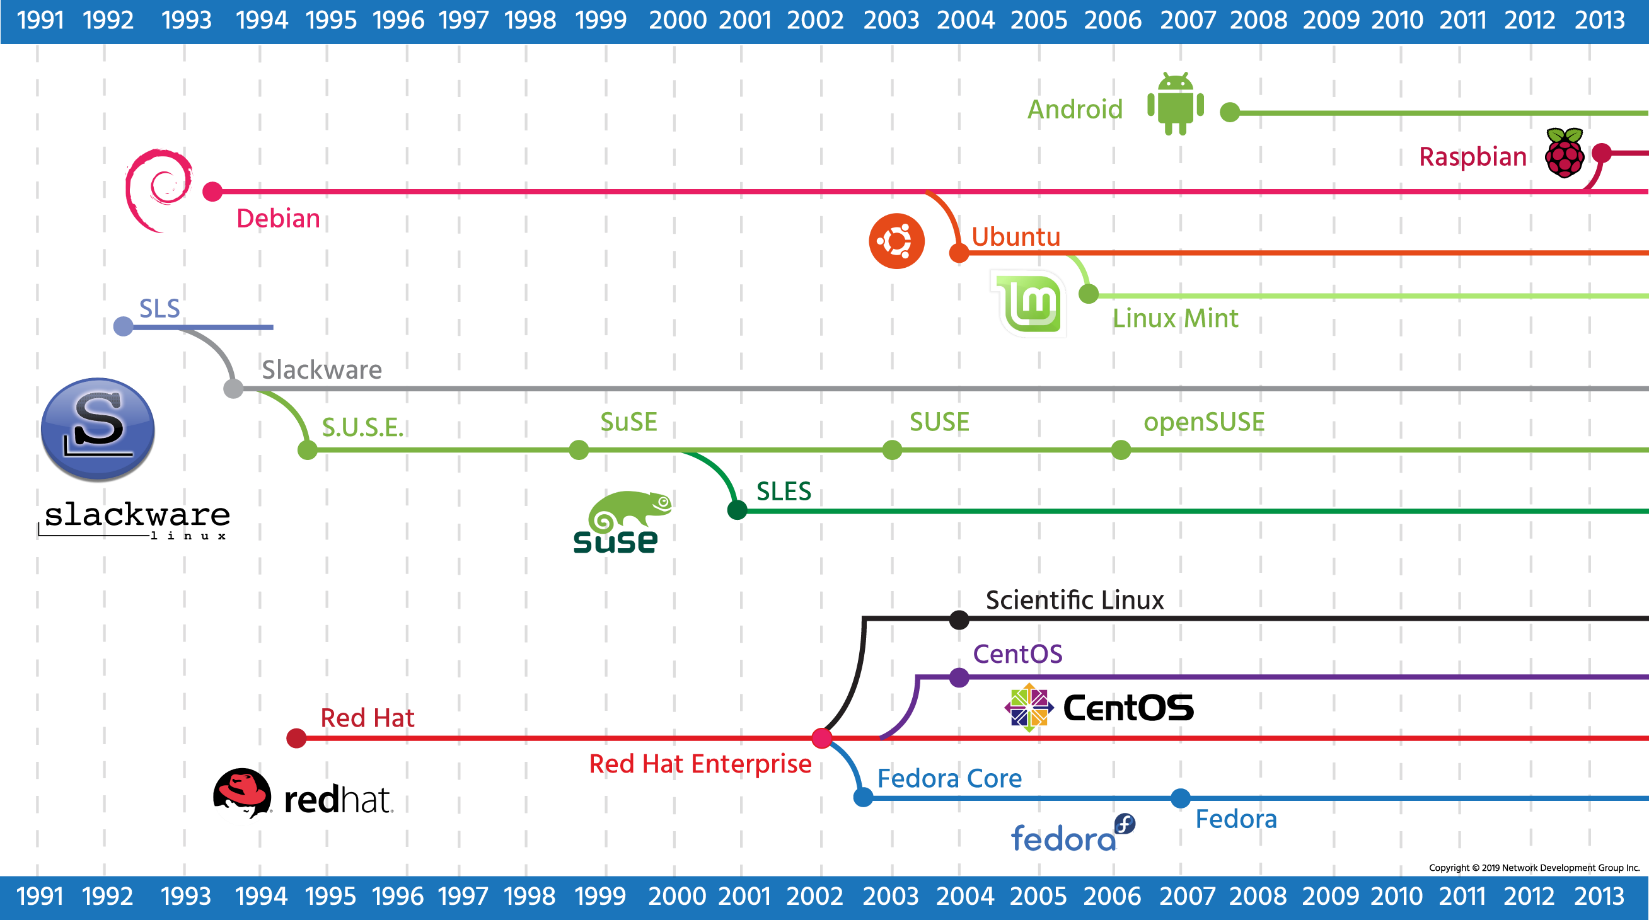 1991 1992 1993 1994 1995 1996 1997 1998 1999 2000 2001 2002 2003 2004 2005 2006 2007 2008 2009 2010 2011 2012 2013
Android
Raspbian
Debian
Ubuntu
Linux Mint
SLS
Slackware
S.U.S.E.
SuSE
SUSE
openSUSE
S
slackware
linux
SLES
suse
Scientific Linux
CentOS
CentOS
Red Hat
Red Hat Enterprise
redhat.
Fedora Core
Fedora
fedora
Copyright © 2019 Network Development Group Inc.
1991 1992 1993 1994 1995 1996 1997 1998 1999 2000 2001 2002 2003 2004 2005 2006 2007 2008 2009 2010 2011 2012 2013